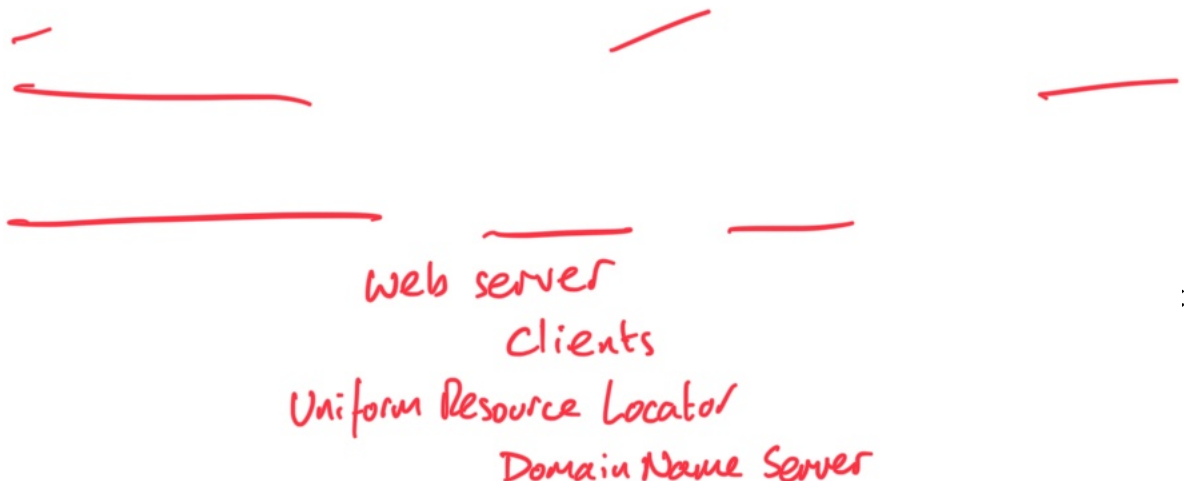 web server
Clients
Uniform Resource Locator
Domain Name Server